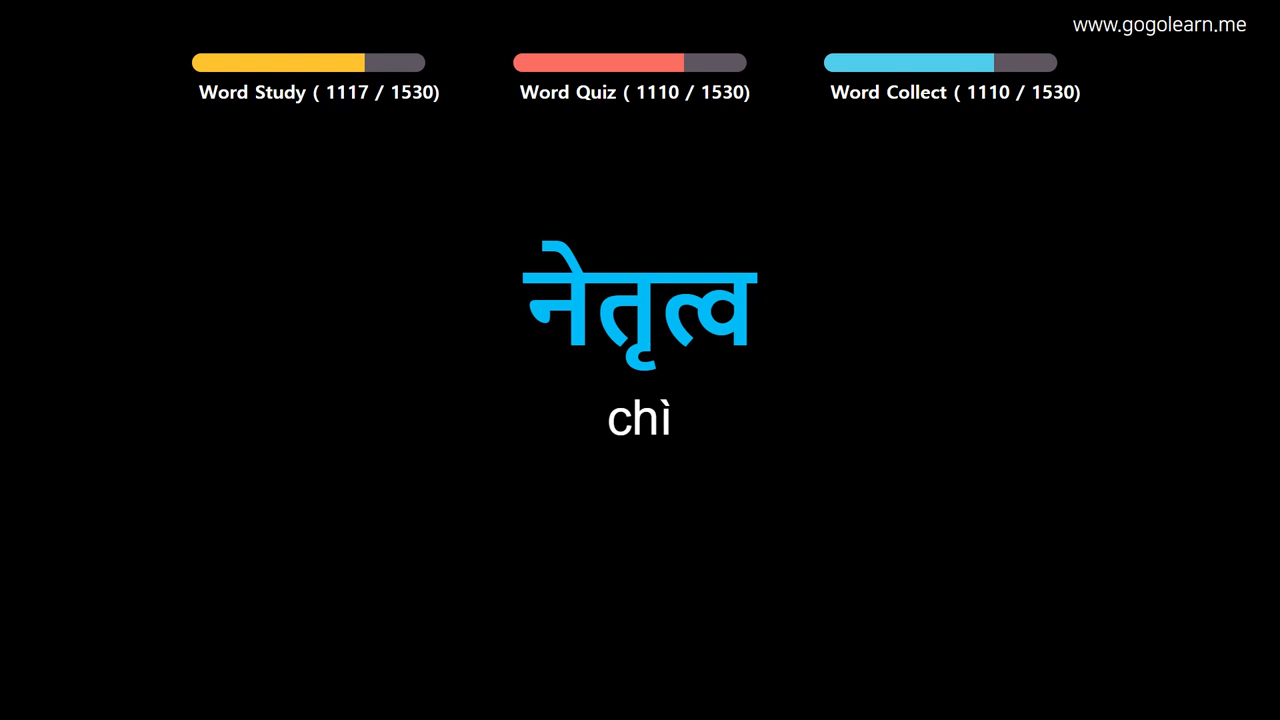 www.gogolearn.me
Word Study ( 1117 / 1530)
Word Quiz ( 1110 / 1530)
Word Collect ( 1110 / 1530)
नेतृत्व
chì